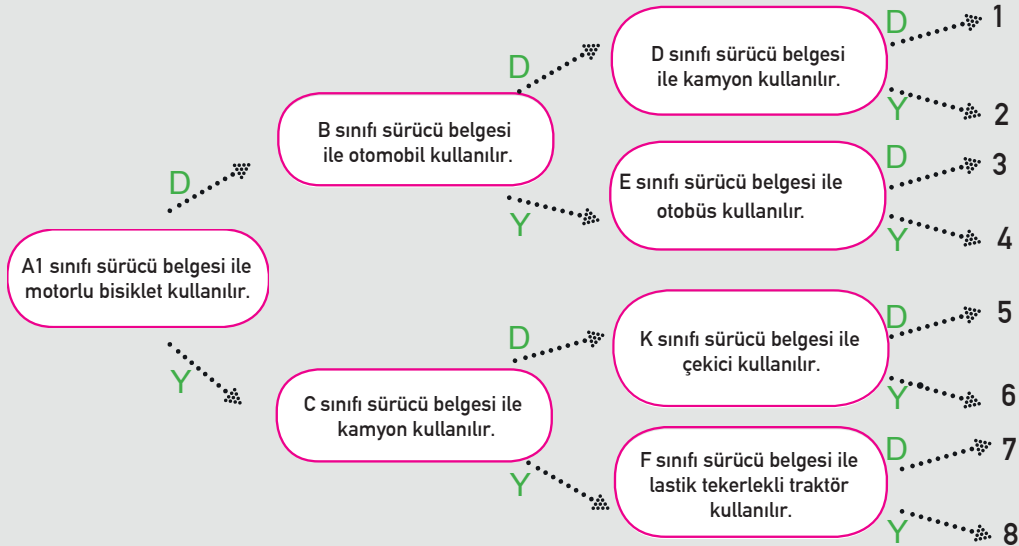 A1 sınıfı sürücü belgesi ile
motorlu bisiklet kullanılır.
D
Y
B sınıfı sürücü belgesi
ile otomobil kullanılır.
D
Y
C sınıfı sürücü belgesi ile
kamyon kullanılır.
D
Y
D sınıfı sürücü belgesi
ile kamyon kullanılır.
D
1
Y
2
E sınıfı sürücü belgesi ile
otobüs kullanılır.
D
3
Y
4
K sınıfı sürücü belgesi ile
çekici kullanılır.
D
5
Y
6
F sınıfı sürücü belgesi ile
lastik tekerlekli traktör
kullanılır.
D
7
Y
8